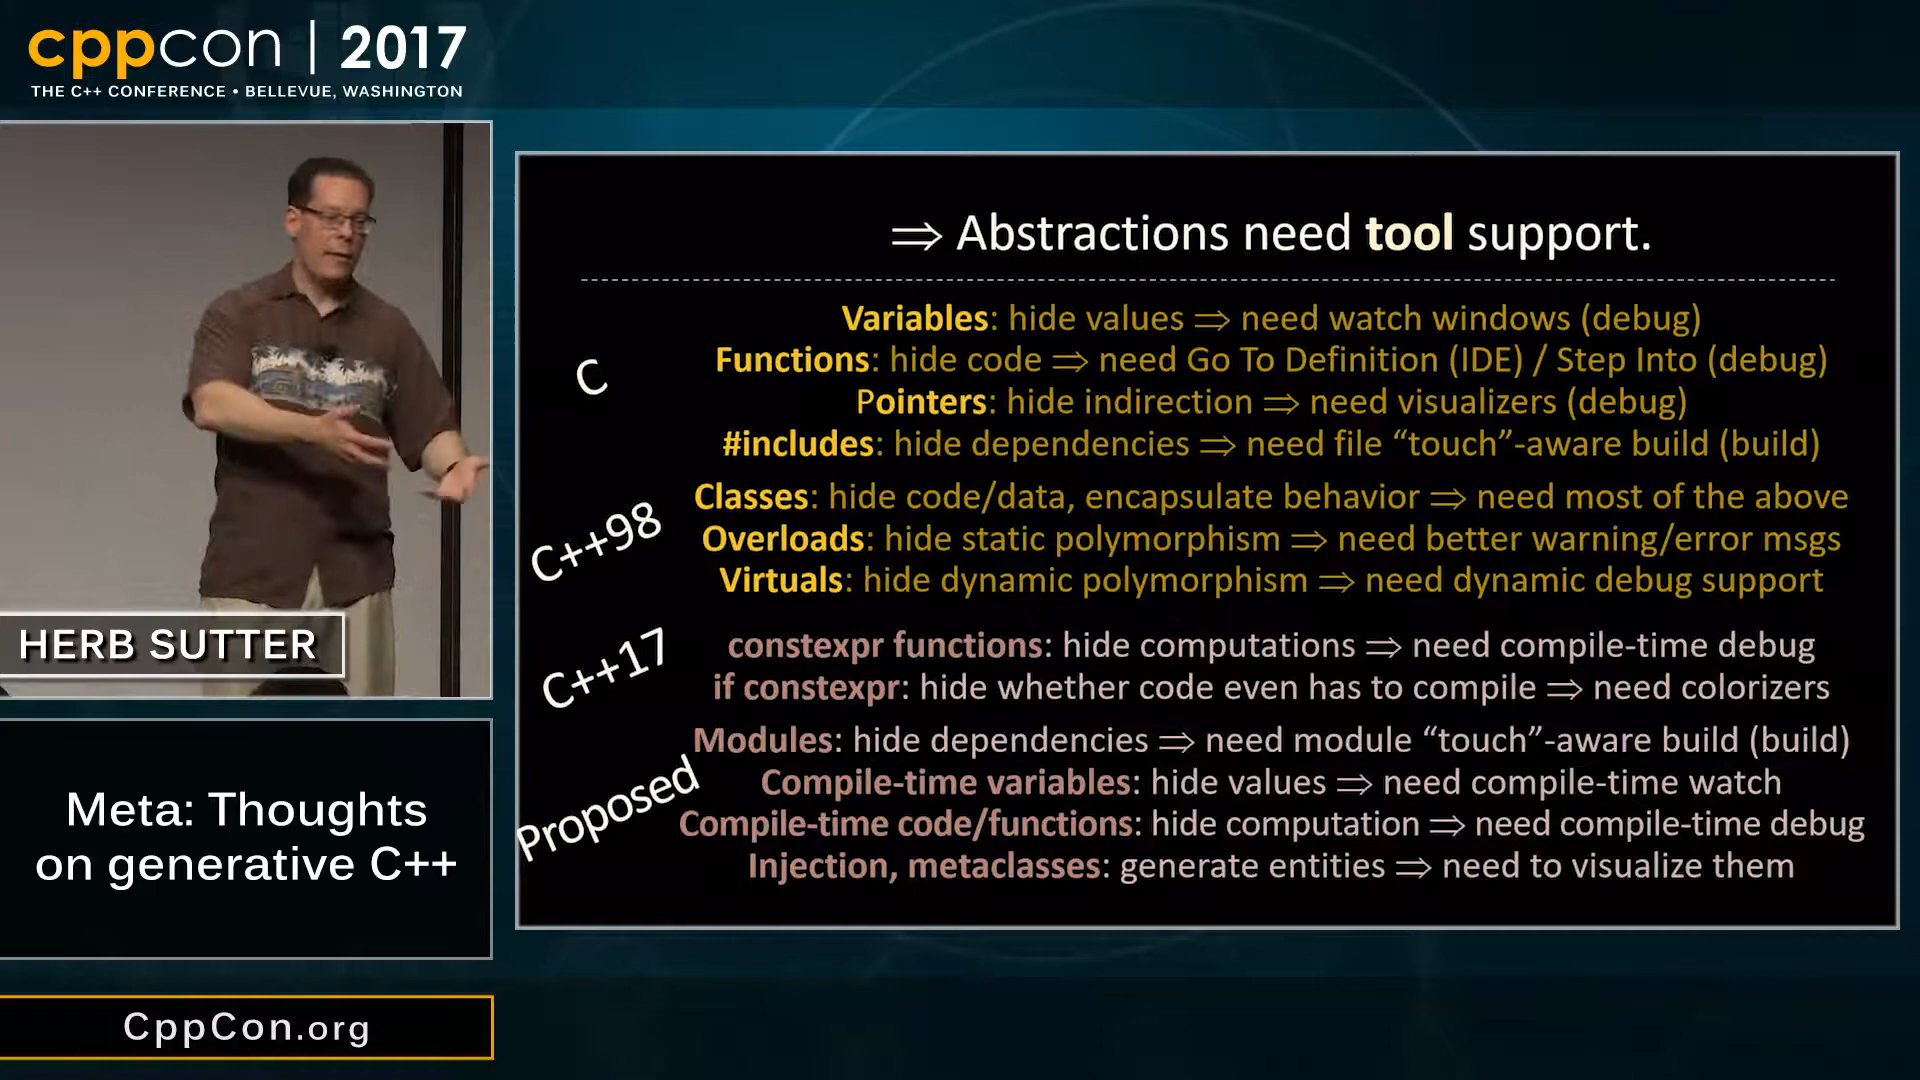 cppcon | 2017
THE C++ CONFERENCE • BELLEVUE, WASHINGTON
HERB SUTTER
Meta: Thoughts
on generative C++
CppCon.org
⇒ Abstractions need tool support.
C
Variables: hide values ⇒ need watch windows (debug)
Functions: hide code ⇒ need Go To Definition (IDE) / Step Into (debug)
Pointers: hide indirection ⇒ need visualizers (debug)
#includes: hide dependencies ⇒ need file “touch”-aware build (build)
C++98
Classes: hide code/data, encapsulate behavior ⇒ need most of the above
Overloads: hide static polymorphism ⇒ need better warning/error msgs
Virtuals: hide dynamic polymorphism ⇒ need dynamic debug support
C++17
constexpr functions: hide computations ⇒ need compile-time debug
if constexpr: hide whether code even has to compile ⇒ need colorizers
Proposed
Modules: hide dependencies ⇒ need module “touch”-aware build (build)
Compile-time variables: hide values ⇒ need compile-time watch
Compile-time code/functions: hide computation ⇒ need compile-time debug
Injection, metaclasses: generate entities ⇒ need to visualize them